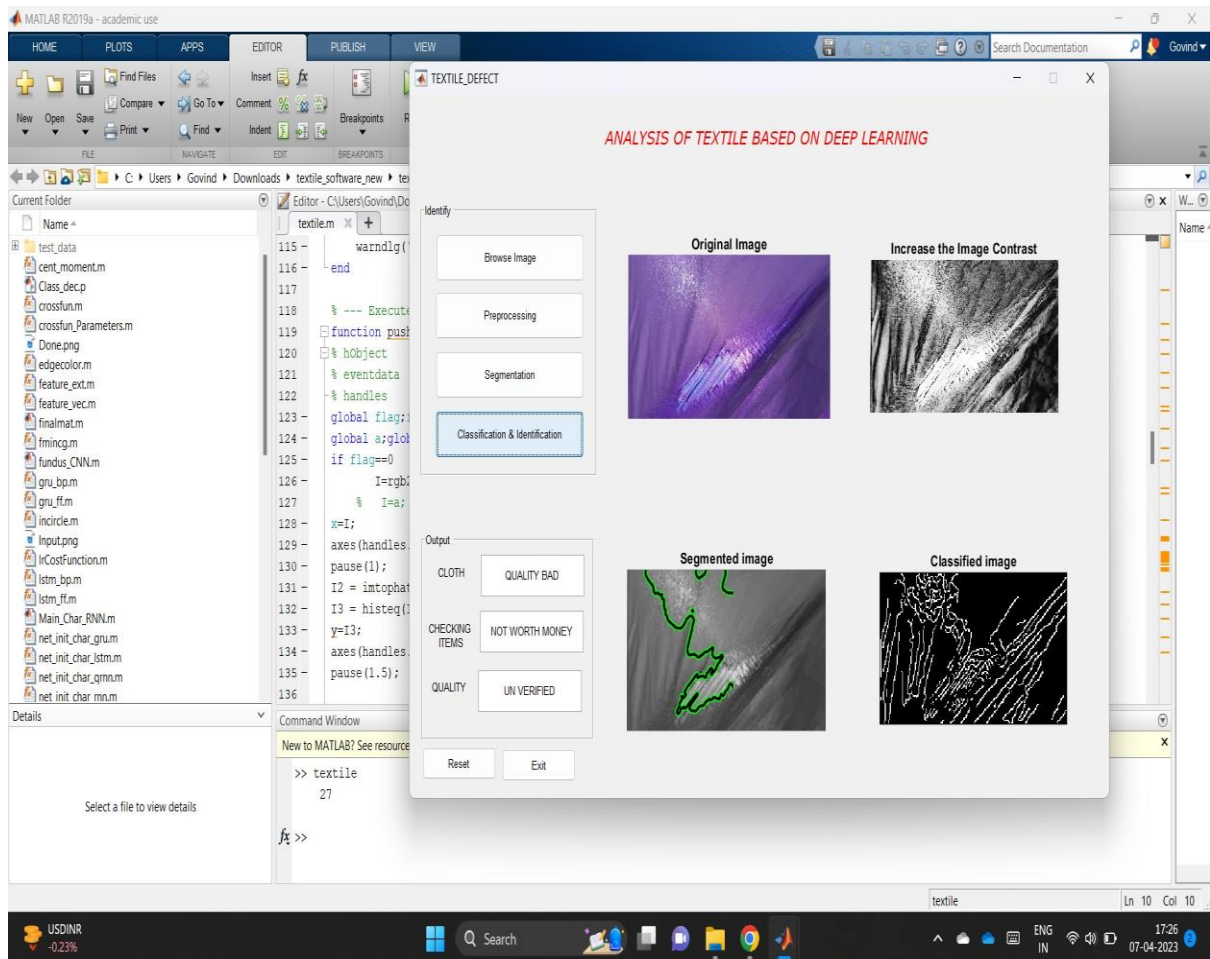 MATLAB R2019a - academic use
HOME PLOTS APPS EDITOR PUBLISH VIEW
Search Documentation
Govind
New Open Save
Find Files
Compare
Print
Go To
Find
Insert
Comment
Indent
Breakpoints
FILE NAVIGATE EDIT BREAKPOINTS
C: Users Govind Downloads textile_software_new
Current Folder
Name
test_data
cent_moment.m
Class_dec.p
crossfun.m
crossfun_Parameters.m
Done.png
edgecolor.m
feature_ext.m
feature_vec.m
finalmat.m
fmincg.m
fundus_CNN.m
gru_bp.m
gru_ff.m
incircle.m
Input.png
lrCostFunction.m
lstm_bp.m
lstm_ff.m
Main_Char_RNN.m
net_init_char_gru.m
net_init_char_lstm.m
net_init_char_qrnn.m
net init char rnn.m
Details
Select a file to view details
Editor - C:\Users\Govind\Do
textile.m
115 - warndlg('
116 - end
117
118 % --- Execute
119 function push
120 % hObject
121 % eventdata
122 % handles
123 - global flag;
124 - global a;glob
125 - if flag==0
126 - I=rgb2
127 % I=a;
128 - x=I;
129 - axes(handles.
130 - pause(1);
131 - I2 = imtophat
132 - I3 = histeq(I
133 - y=I3;
134 - axes(handles.
135 - pause(1.5);
136
Command Window
New to MATLAB? See resource
>> textile
27
fx >>
TEXTILE_DEFECT
ANALYSIS OF TEXTILE BASED ON DEEP LEARNING
Identify
Browse Image
Preprocessing
Segmentation
Classification & Identification
Original Image
Increase the Image Contrast
Output
CLOTH QUALITY BAD
CHECKING ITEMS NOT WORTH MONEY
QUALITY UN VERIFIED
Segmented image
Classified image
Reset Exit
W...
Name
textile Ln 10 Col 10
USDINR
-0.23%
Search
ENG
IN
17:26
07-04-2023
2